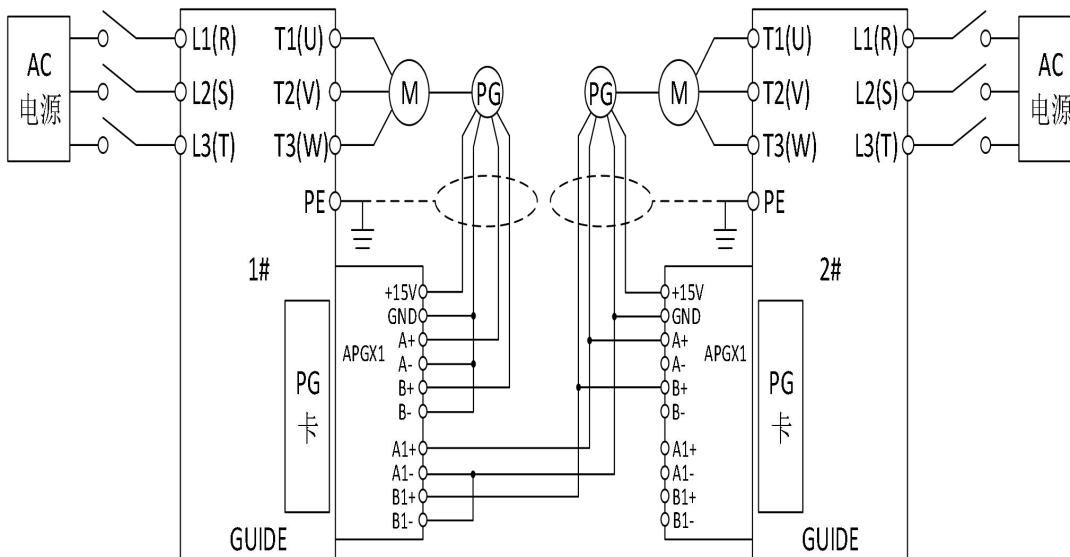 AC
电源
L1(R)
L2(S)
L3(T)
T1(U)
T2(V)
T3(W)
PE
M
PG
1#
PG
卡
APGX1
+15V
GND
A+
A-
B+
B-
A1+
A1-
B1+
B1-
GUIDE
PG
M
T1(U)
T2(V)
T3(W)
PE
L1(R)
L2(S)
L3(T)
AC
电源
2#
+15V
GND
A+
A-
B+
B-
A1+
A1-
B1+
B1-
APGX1
PG
卡
GUIDE